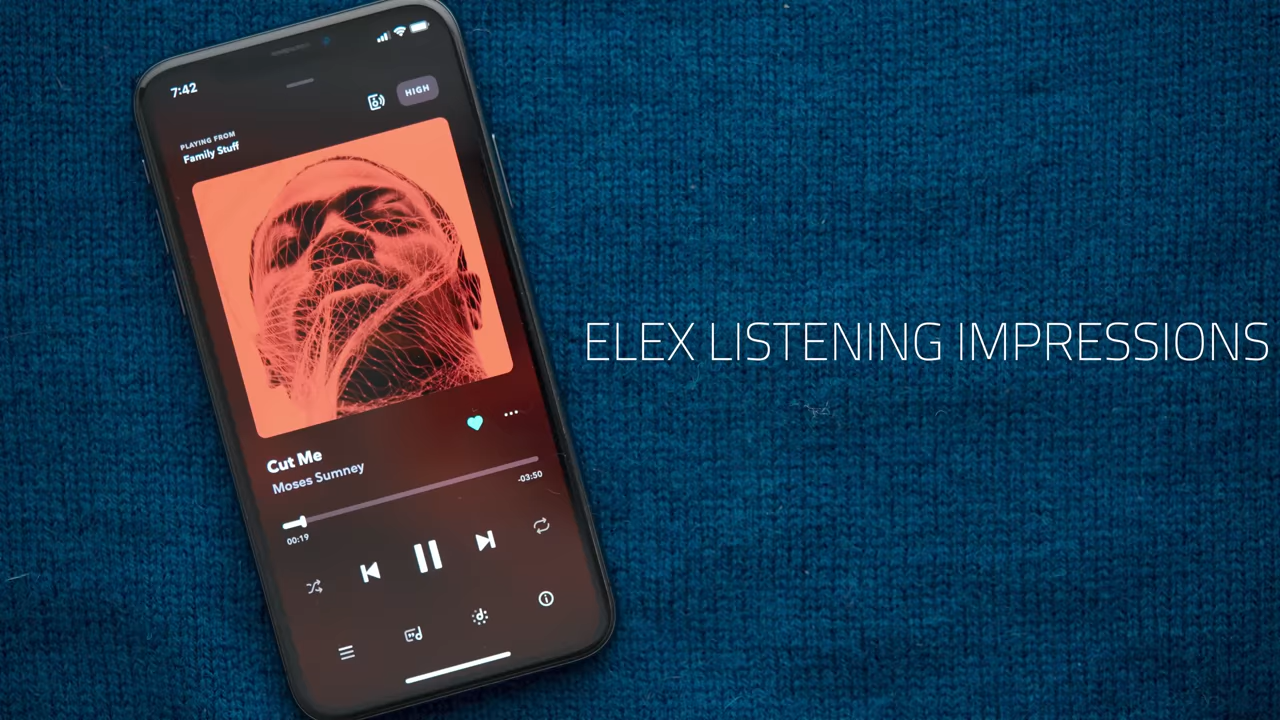 7:42
HIGH
PLAYING FROM
Family Stuff
ELEX LISTENING IMPRESSIONS
Cut Me
Moses Sumney
00:19
-03:50